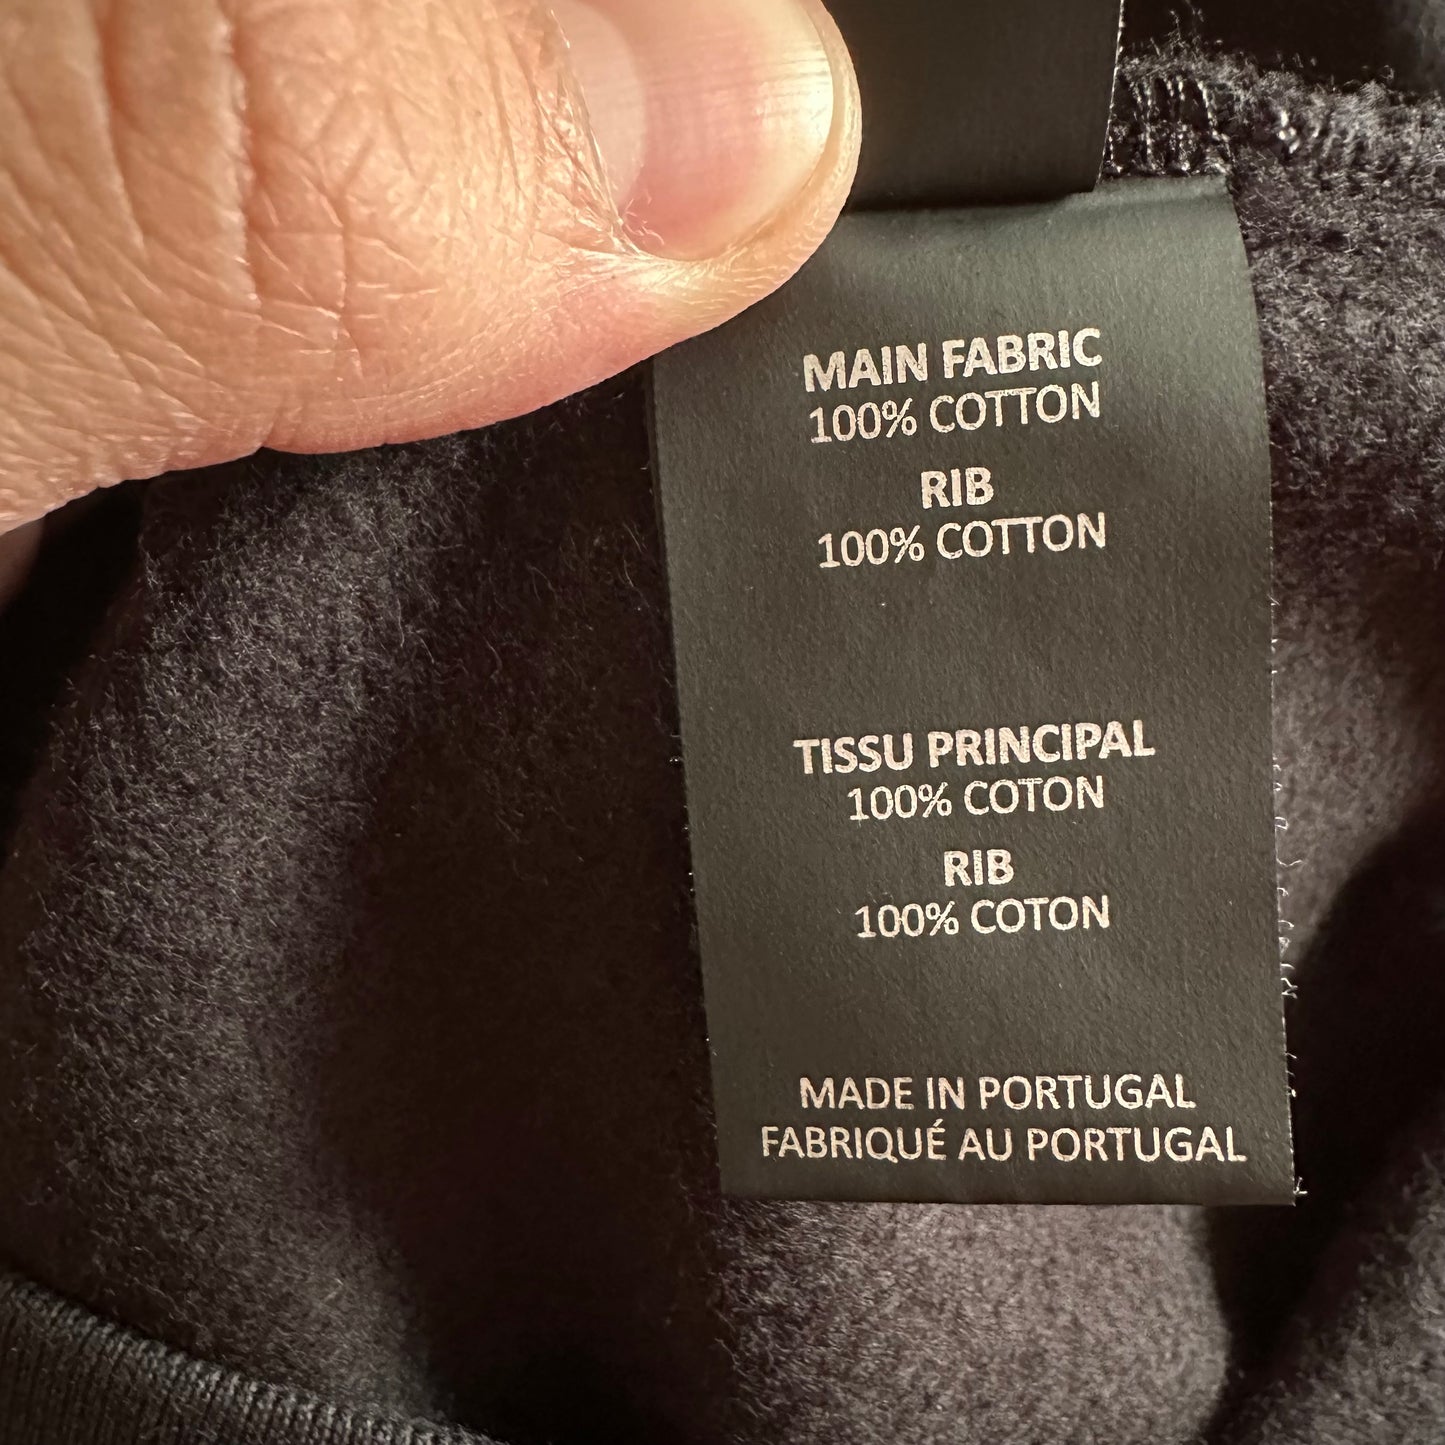 MAIN FABRIC
100% COTTON
RIB
100% COTTON
TISSU PRINCIPAL
100% COTON
RIB
100% COTON
MADE IN PORTUGAL
FABRIQUÉ AU PORTUGAL